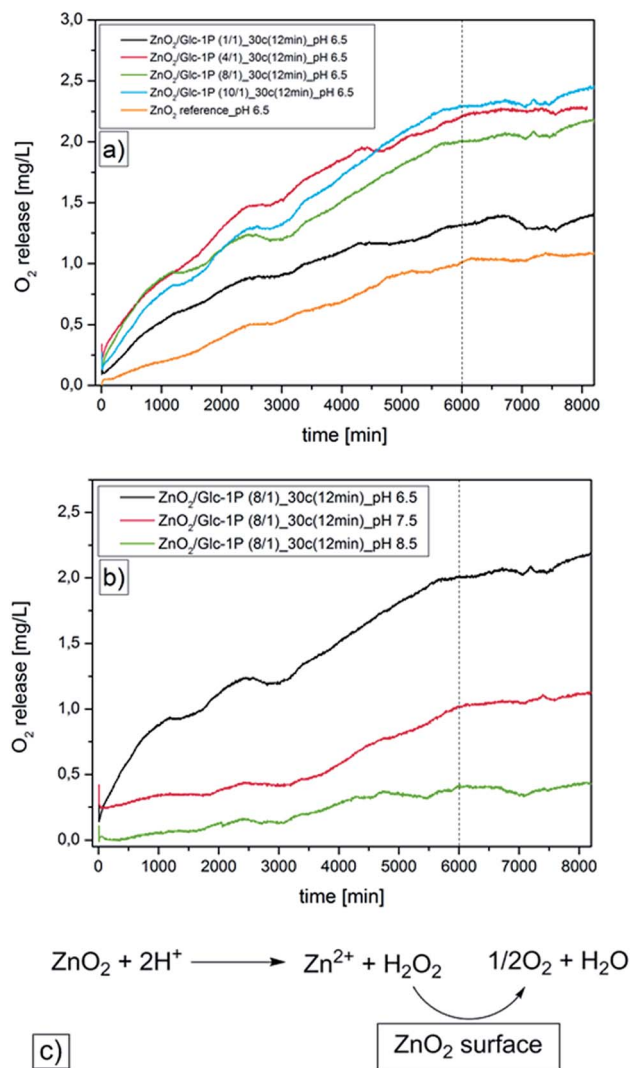 ZnO₂/Glc-1P (1/1)_30c(12min)_pH 6.5
ZnO₂/Glc-1P (4/1)_30c(12min)_pH 6.5
ZnO₂/Glc-1P (8/1)_30c(12min)_pH 6.5
ZnO₂/Glc-1P (10/1)_30c(12min)_pH 6.5
ZnO₂ reference_pH 6.5
a)
O₂ release [mg/L]
3,0
2,5
2,0
1,5
1,0
0,5
0,0
0 1000 2000 3000 4000 5000 6000 7000 8000
time [min]
ZnO₂/Glc-1P (8/1)_30c(12min)_pH 6.5
ZnO₂/Glc-1P (8/1)_30c(12min)_pH 7.5
ZnO₂/Glc-1P (8/1)_30c(12min)_pH 8.5
b)
O₂ release [mg/L]
2,5
2,0
1,5
1,0
0,5
0,0
0 1000 2000 3000 4000 5000 6000 7000 8000
time [min]
ZnO₂ + 2H⁺ ⟶ Zn²⁺ + H₂O₂ 1/2O₂ + H₂O
ZnO₂ surface
c)